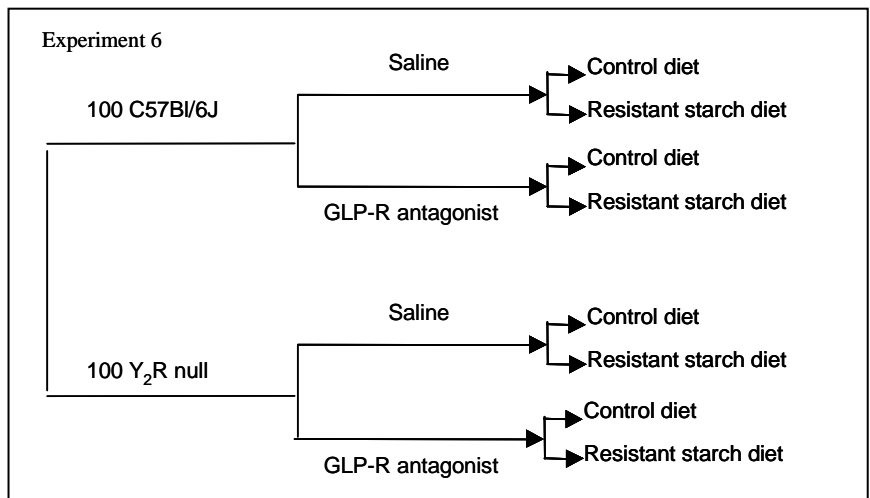 Experiment 6
Saline
Control diet
100 C57Bl/6J
Resistant starch diet
Control diet
GLP-R antagonist
Resistant starch diet
Saline
Control diet
100 Y₂R null
Resistant starch diet
Control diet
GLP-R antagonist
Resistant starch diet